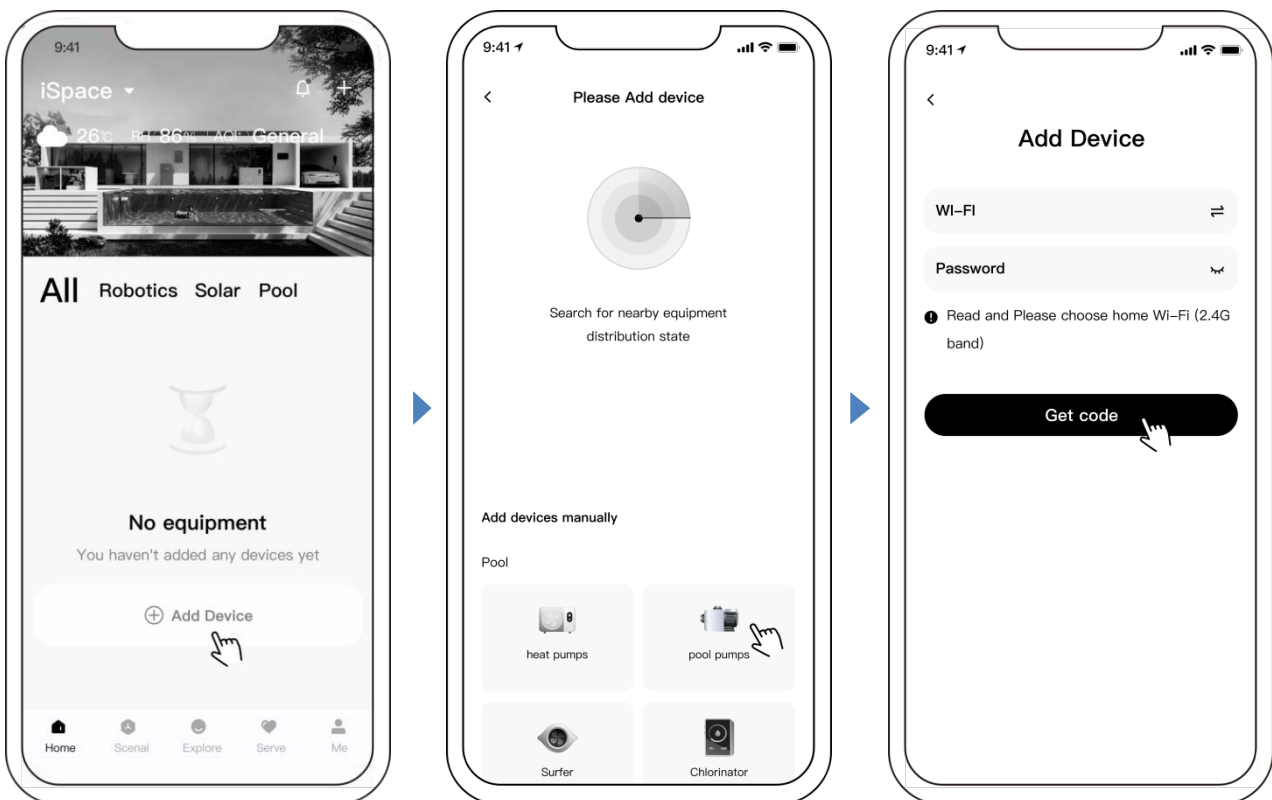 9:41
iSpace
26°C RH 86% AQI General
All Robotics Solar Pool
No equipment
You haven't added any devices yet
Add Device
Home Scenal Explore Serve Me
9:41
Please Add device
Search for nearby equipment
distribution state
Add devices manually
Pool
heat pumps pool pumps
Surfer Chlorinator
9:41
Add Device
WI-FI
Password
Read and Please choose home Wi-Fi (2.4G
band)
Get code